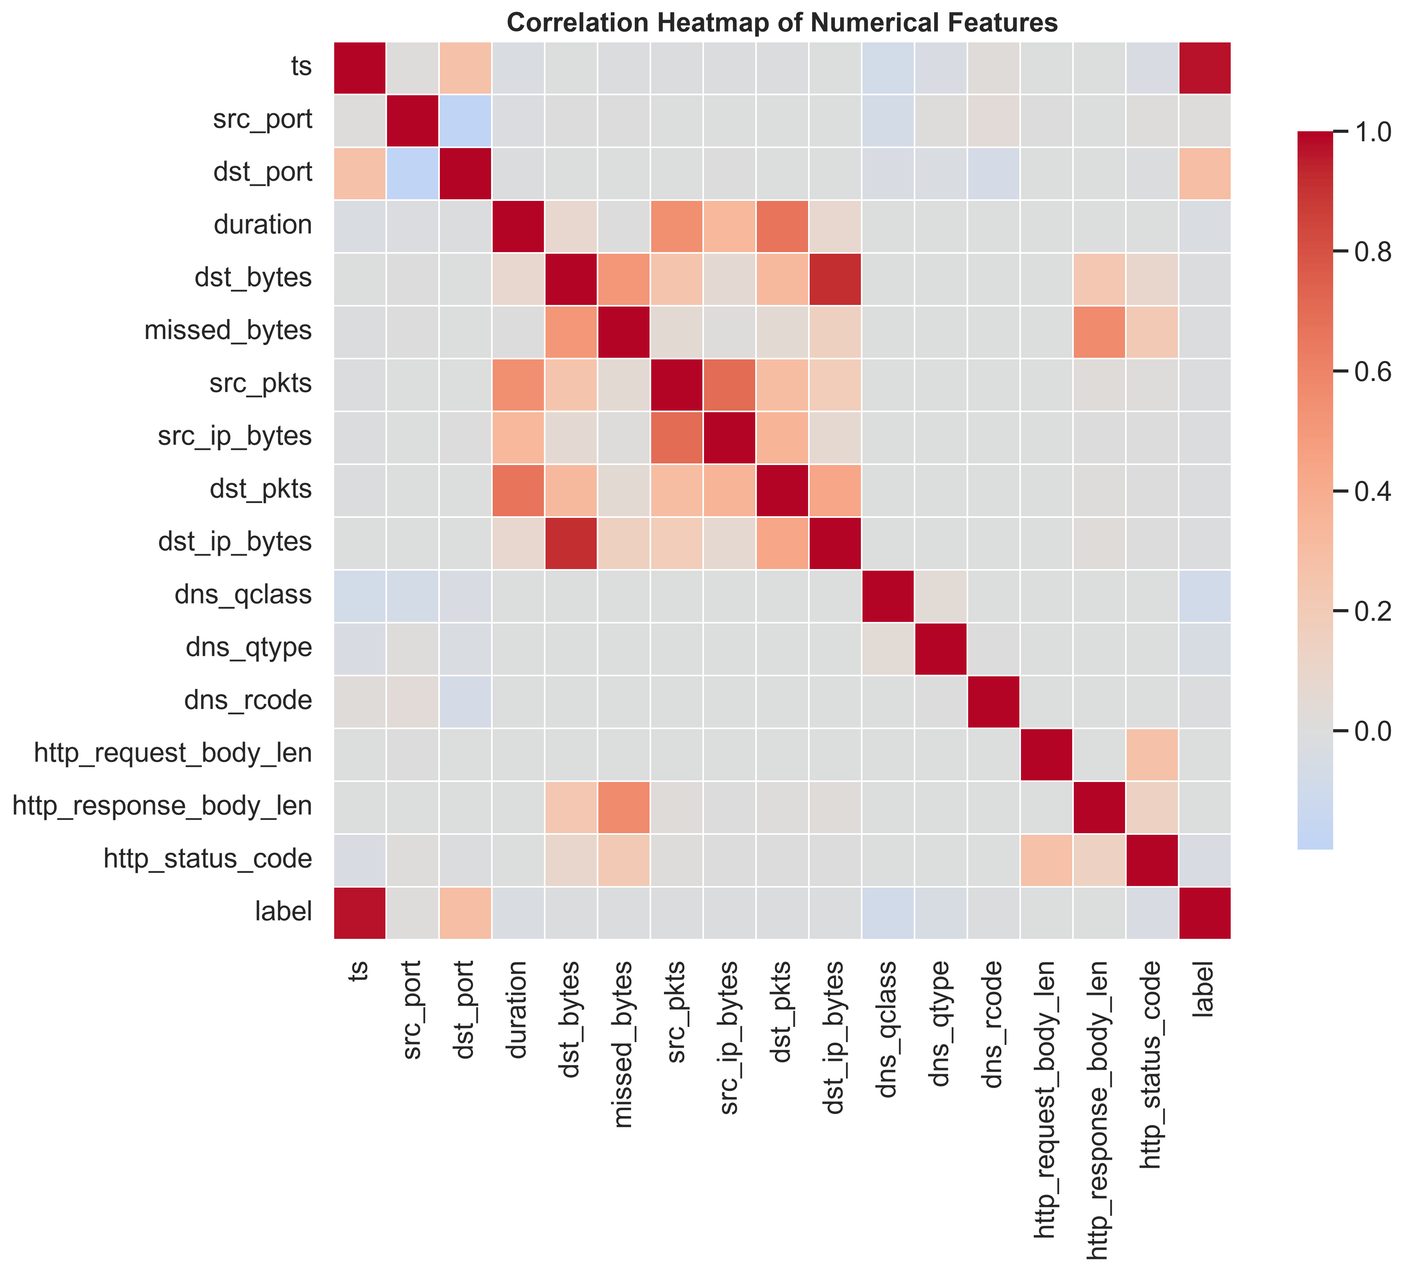 Correlation Heatmap of Numerical Features
ts
src_port
dst_port
duration
dst_bytes
missed_bytes
src_pkts
src_ip_bytes
dst_pkts
dst_ip_bytes
dns_qclass
dns_qtype
dns_rcode
http_request_body_len
http_response_body_len
http_status_code
label
ts
src_port
dst_port
duration
dst_bytes
missed_bytes
src_pkts
src_ip_bytes
dst_pkts
dst_ip_bytes
dns_qclass
dns_qtype
dns_rcode
http_request_body_len
http_response_body_len
http_status_code
label
1.0
0.8
0.6
0.4
0.2
0.0